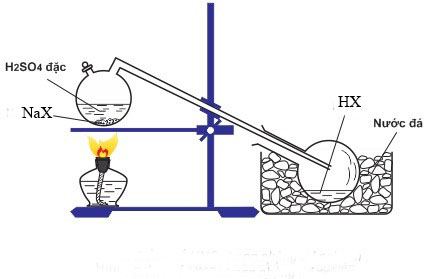 H2SO4 đặc
NaX
HX
Nước đá